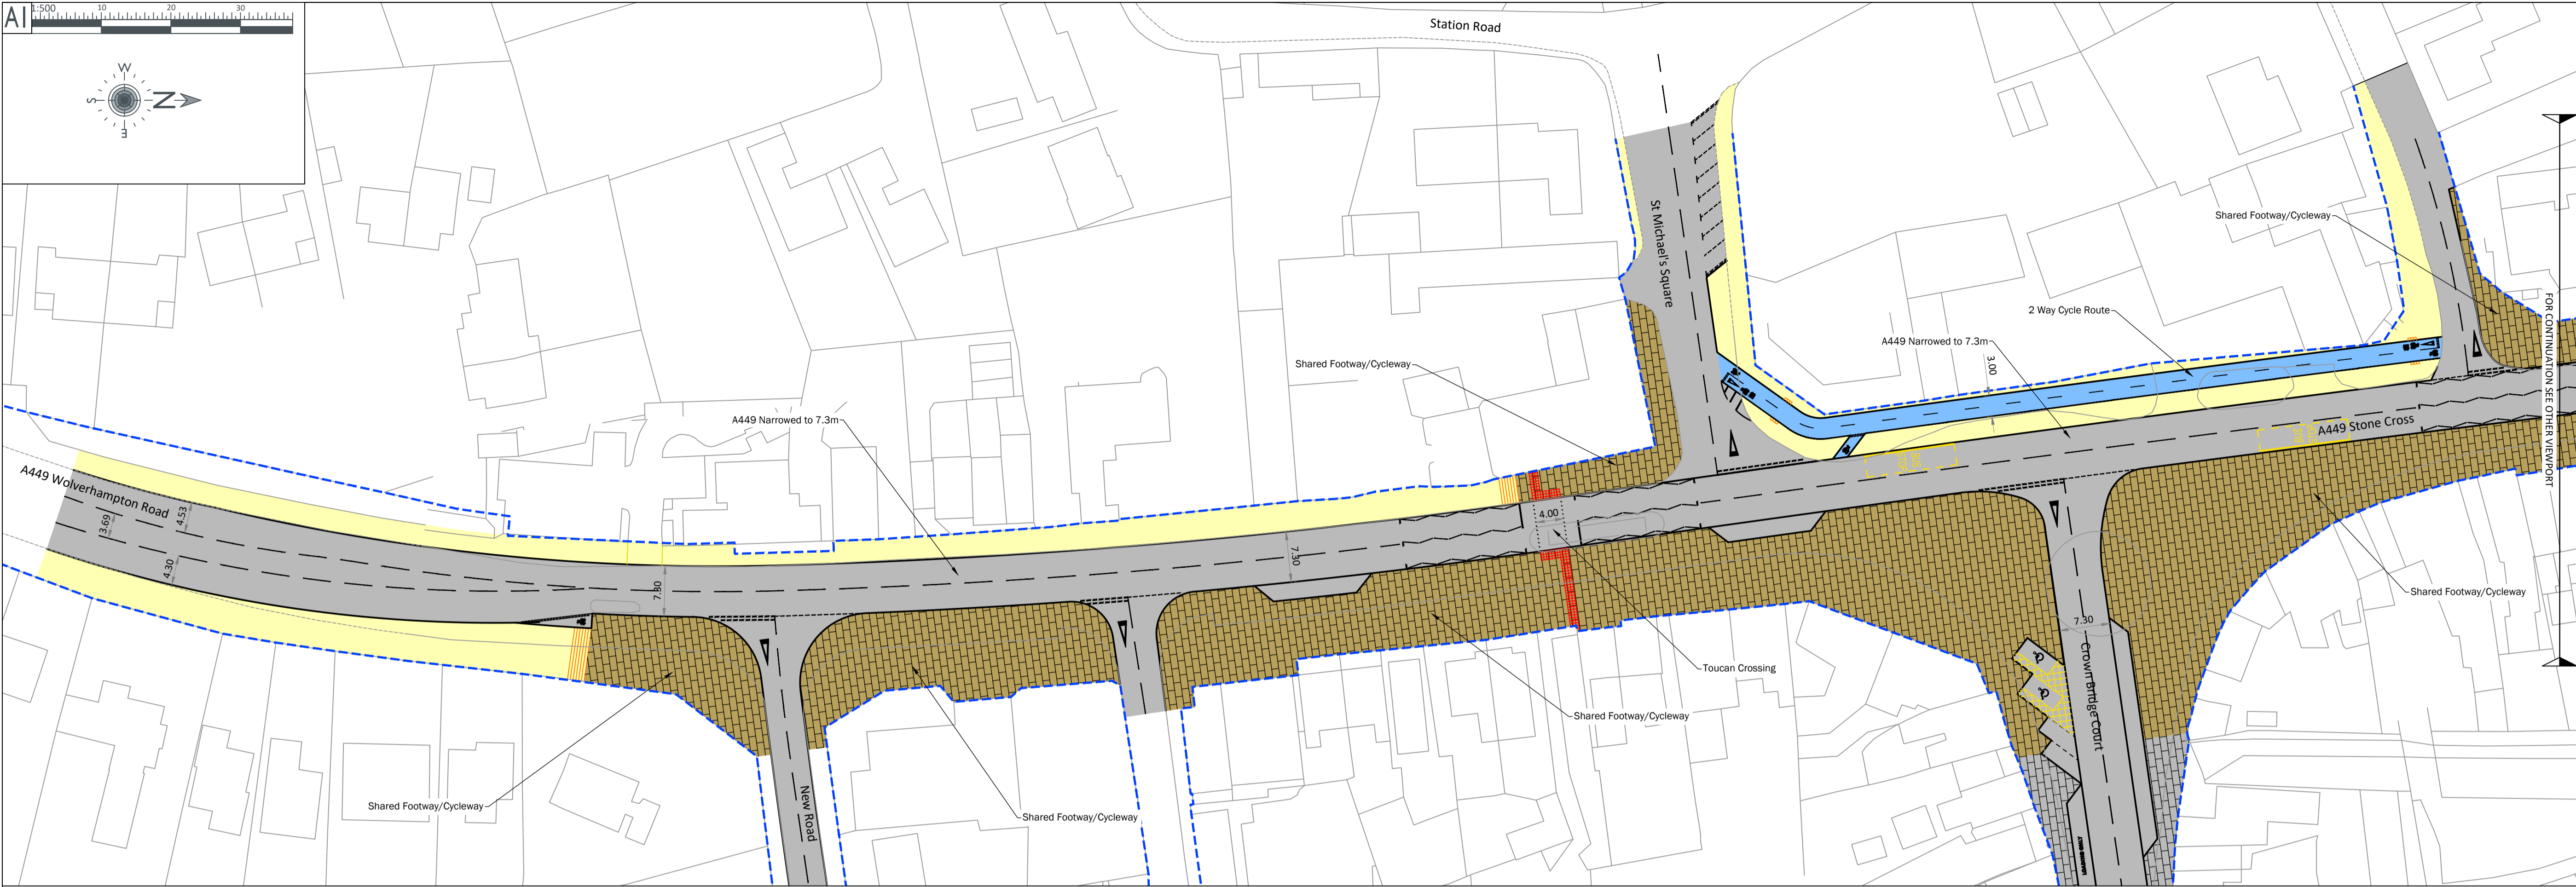 A1
1:500
10
20
30
W
S
N
E
Station Road
St Michael's Square
Shared Footway/Cycleway
2 Way Cycle Route
A449 Narrowed to 7.3m
3.00
Shared Footway/Cycleway
A449 Narrowed to 7.3m
A449 Stone Cross
FOR CONTINUATION SEE OTHER VIEWPORT
A449 Wolverhampton Road
3.69
4.53
4.30
7.30
7.30
4.00
Toucan Crossing
Shared Footway/Cycleway
7.30
Crown Bridge Court
Shared Footway/Cycleway
Shared Footway/Cycleway
Shared Footway/Cycleway
New Road